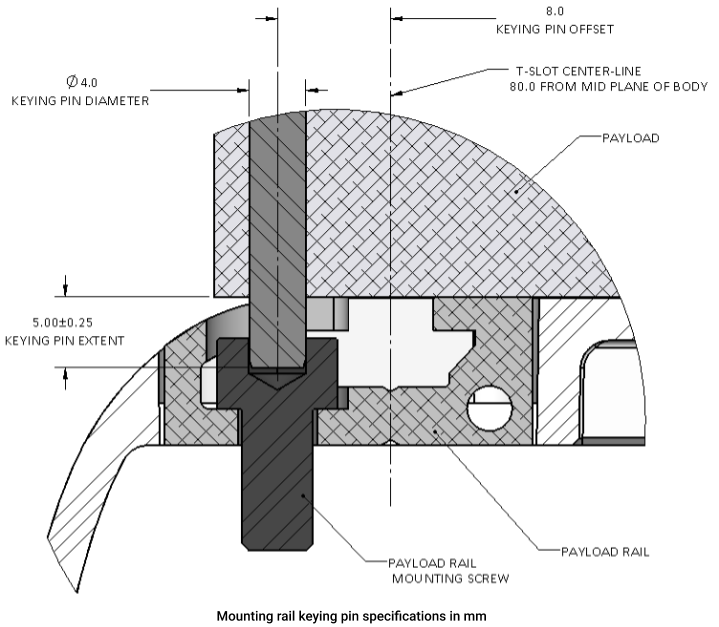 8.0
KEYING PIN OFFSET
T-SLOT CENTER-LINE
80.0 FROM MID PLANE OF BODY
Ø4.0
KEYING PIN DIAMETER
PAYLOAD
5.00±0.25
KEYING PIN EXTENT
PAYLOAD RAIL
MOUNTING SCREW
PAYLOAD RAIL
Mounting rail keying pin specifications in mm